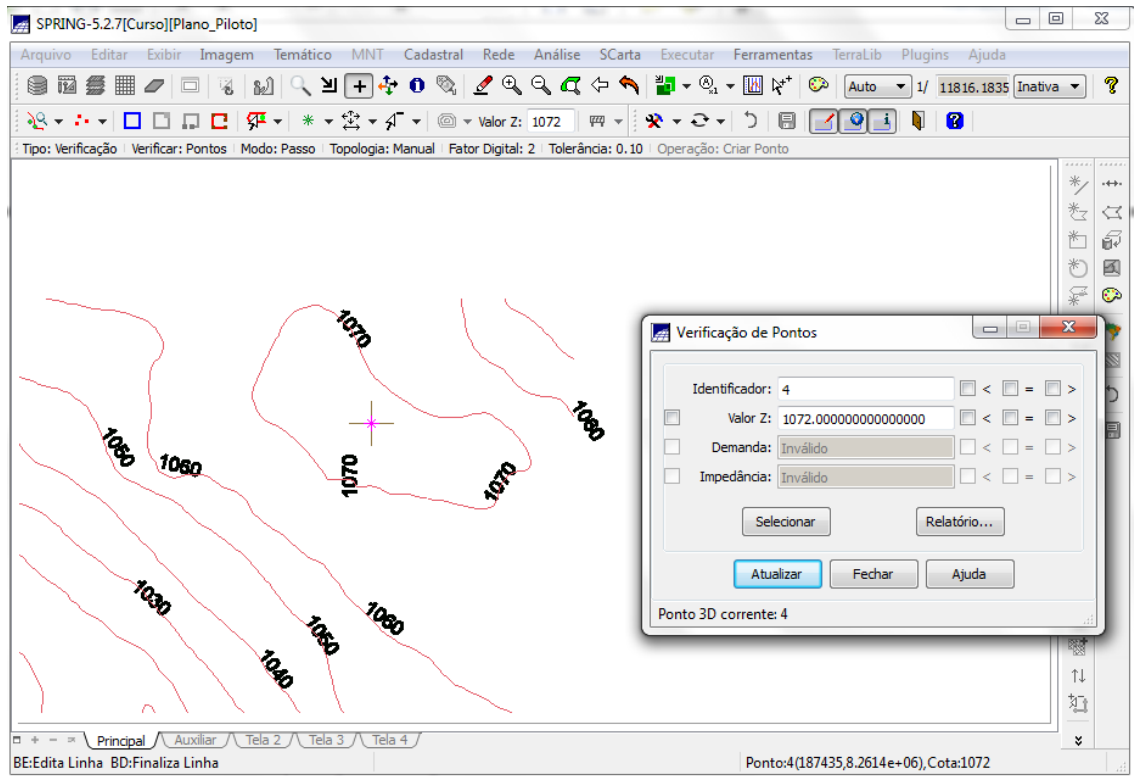 SPRING-5.2.7[Curso][Plano_Piloto]
Arquivo Editar Exibir Imagem Temático MNT Cadastral Rede Análise SCarta Executar Ferramentas TerraLib Plugins Ajuda
Auto 1/ 11816.1835 Inativa
Valor Z: 1072
Tipo: Verificação Verificar: Pontos Modo: Passo Topologia: Manual Fator Digital: 2 Tolerância: 0.10 Operação: Criar Ponto
1070
1060
1050
1060
1070
1070
1030
1060
1050
1040
Verificação de Pontos
Identificador: 4 < = >
Valor Z: 1072.000000000000000 < = >
Demanda: Inválido < = >
Impedância: Inválido < = >
Selecionar Relatório...
Atualizar Fechar Ajuda
Ponto 3D corrente: 4
Principal Auxiliar Tela 2 Tela 3 Tela 4
BE:Edita Linha BD:Finaliza Linha Ponto:4(187435,8.2614e+06),Cota:1072